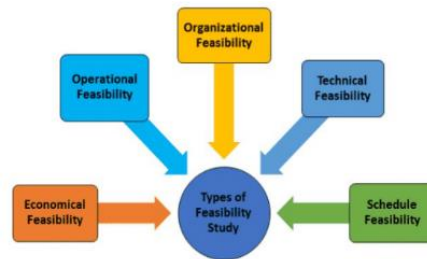 Organizational
Feasibility
Operational
Feasibility
Technical
Feasibility
Types of
Feasibility
Study
Economical
Feasibility
Schedule
Feasibility